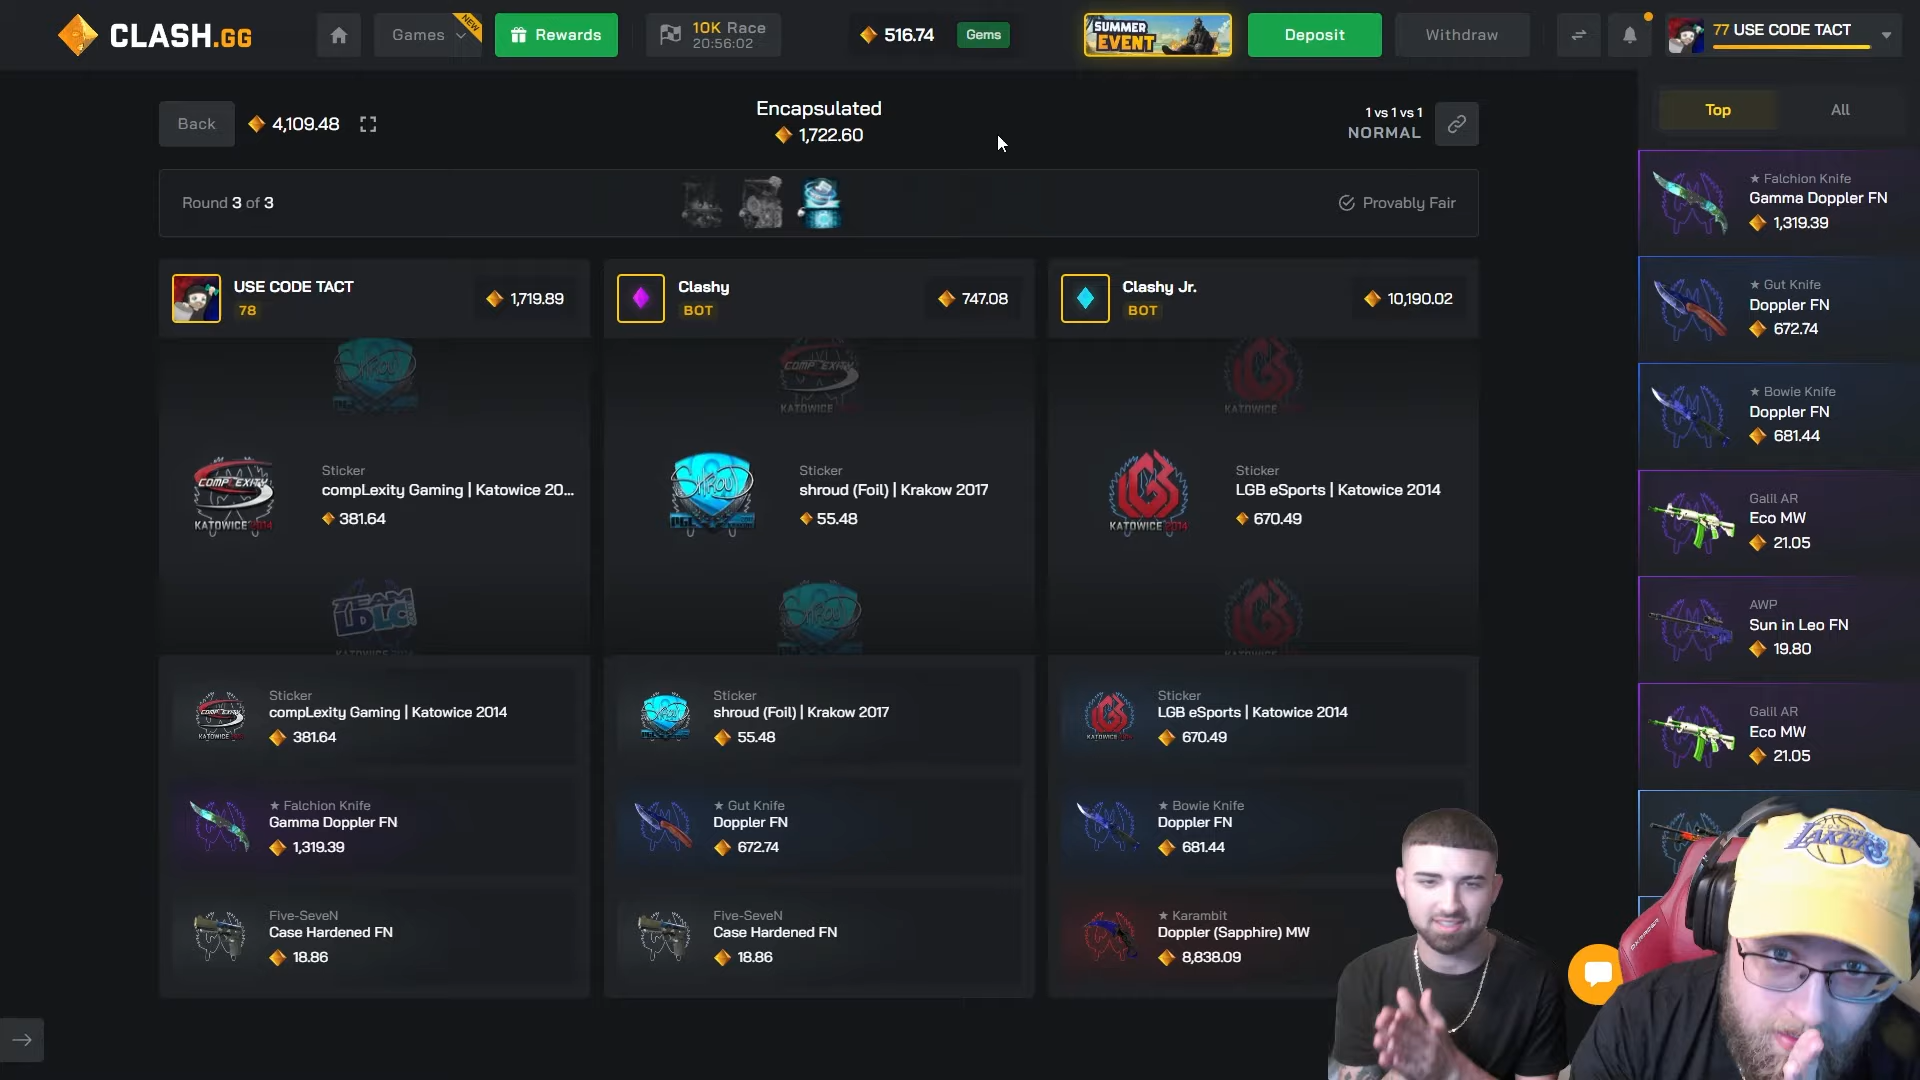 CLASH.GG
Games
NEW
Rewards
10K Race
20:56:02
516.74
Gems
SUMMER
EVENT
Deposit
Withdraw
77 USE CODE TACT
Back
4,109.48
Encapsulated
1,722.60
1 vs 1 vs 1
NORMAL
Round 3 of 3
Provably Fair
USE CODE TACT
78
1,719.89
Clashy
BOT
747.08
Clashy Jr.
BOT
10,190.02
COMPLEXITY
KATOWICE 2014
Sticker
compLexity Gaming | Katowice 20...
381.64
TEAM
LDLC
Sticker
shroud (Foil) | Krakow 2017
55.48
KATOWICE 2014
Sticker
LGB eSports | Katowice 2014
670.49
Sticker
compLexity Gaming | Katowice 2014
381.64
★ Falchion Knife
Gamma Doppler FN
1,319.39
Five-SeveN
Case Hardened FN
18.86
Sticker
shroud (Foil) | Krakow 2017
55.48
★ Gut Knife
Doppler FN
672.74
Five-SeveN
Case Hardened FN
18.86
Sticker
LGB eSports | Katowice 2014
670.49
★ Bowie Knife
Doppler FN
681.44
★ Karambit
Doppler (Sapphire) MW
8,838.09
Top
All
★ Falchion Knife
Gamma Doppler FN
1,319.39
★ Gut Knife
Doppler FN
672.74
★ Bowie Knife
Doppler FN
681.44
Galil AR
Eco MW
21.05
AWP
Sun in Leo FN
19.80
Galil AR
Eco MW
21.05
LAKERS